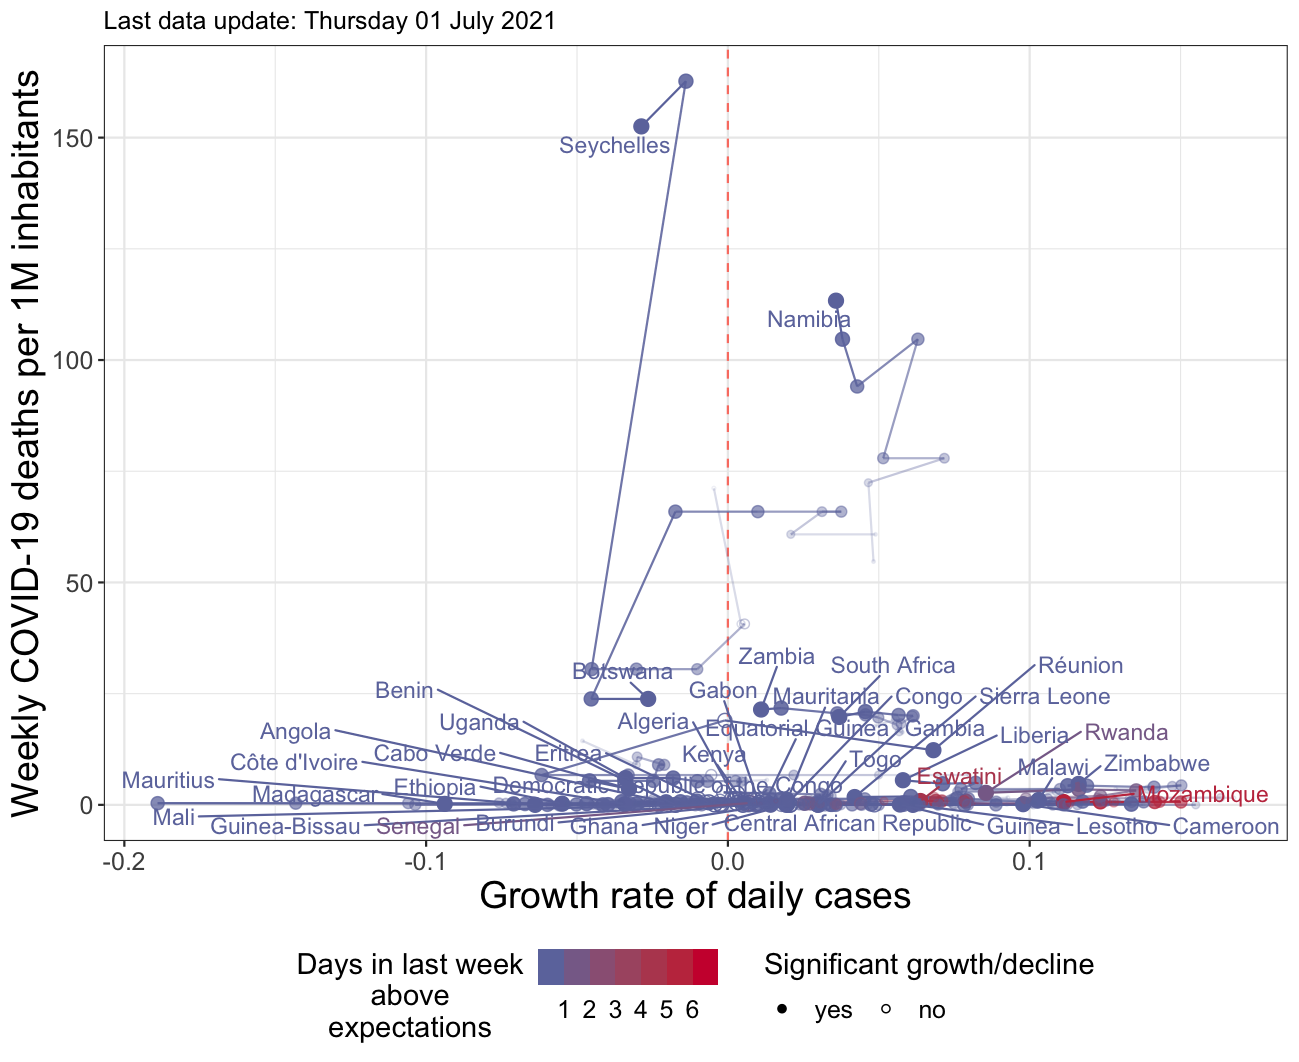 Last data update: Thursday 01 July 2021
Weekly COVID-19 deaths per 1M inhabitants
150
100
50
0
Seychelles
Namibia
Zambia
South Africa
Réunion
Botswana
Benin
Gabon
Mauritania
Congo
Sierra Leone
Uganda
Algeria
Equatorial Guinea
Gambia
Angola
Liberia
Rwanda
Cabo Verde
Eritrea
Kenya
Côte d'Ivoire
Togo
Malawi
Zimbabwe
Mauritius
Eswatini
Madagascar
Ethiopia
Democratic Republic of the Congo
Mozambique
Mali
Guinea-Bissau
Senegal
Burundi
Ghana
Niger
Central African Republic
Guinea
Lesotho
Cameroon
-0.2
-0.1
0.0
0.1
Growth rate of daily cases
Days in last week
above
expectations
1 2 3 4 5 6
Significant growth/decline
yes
no